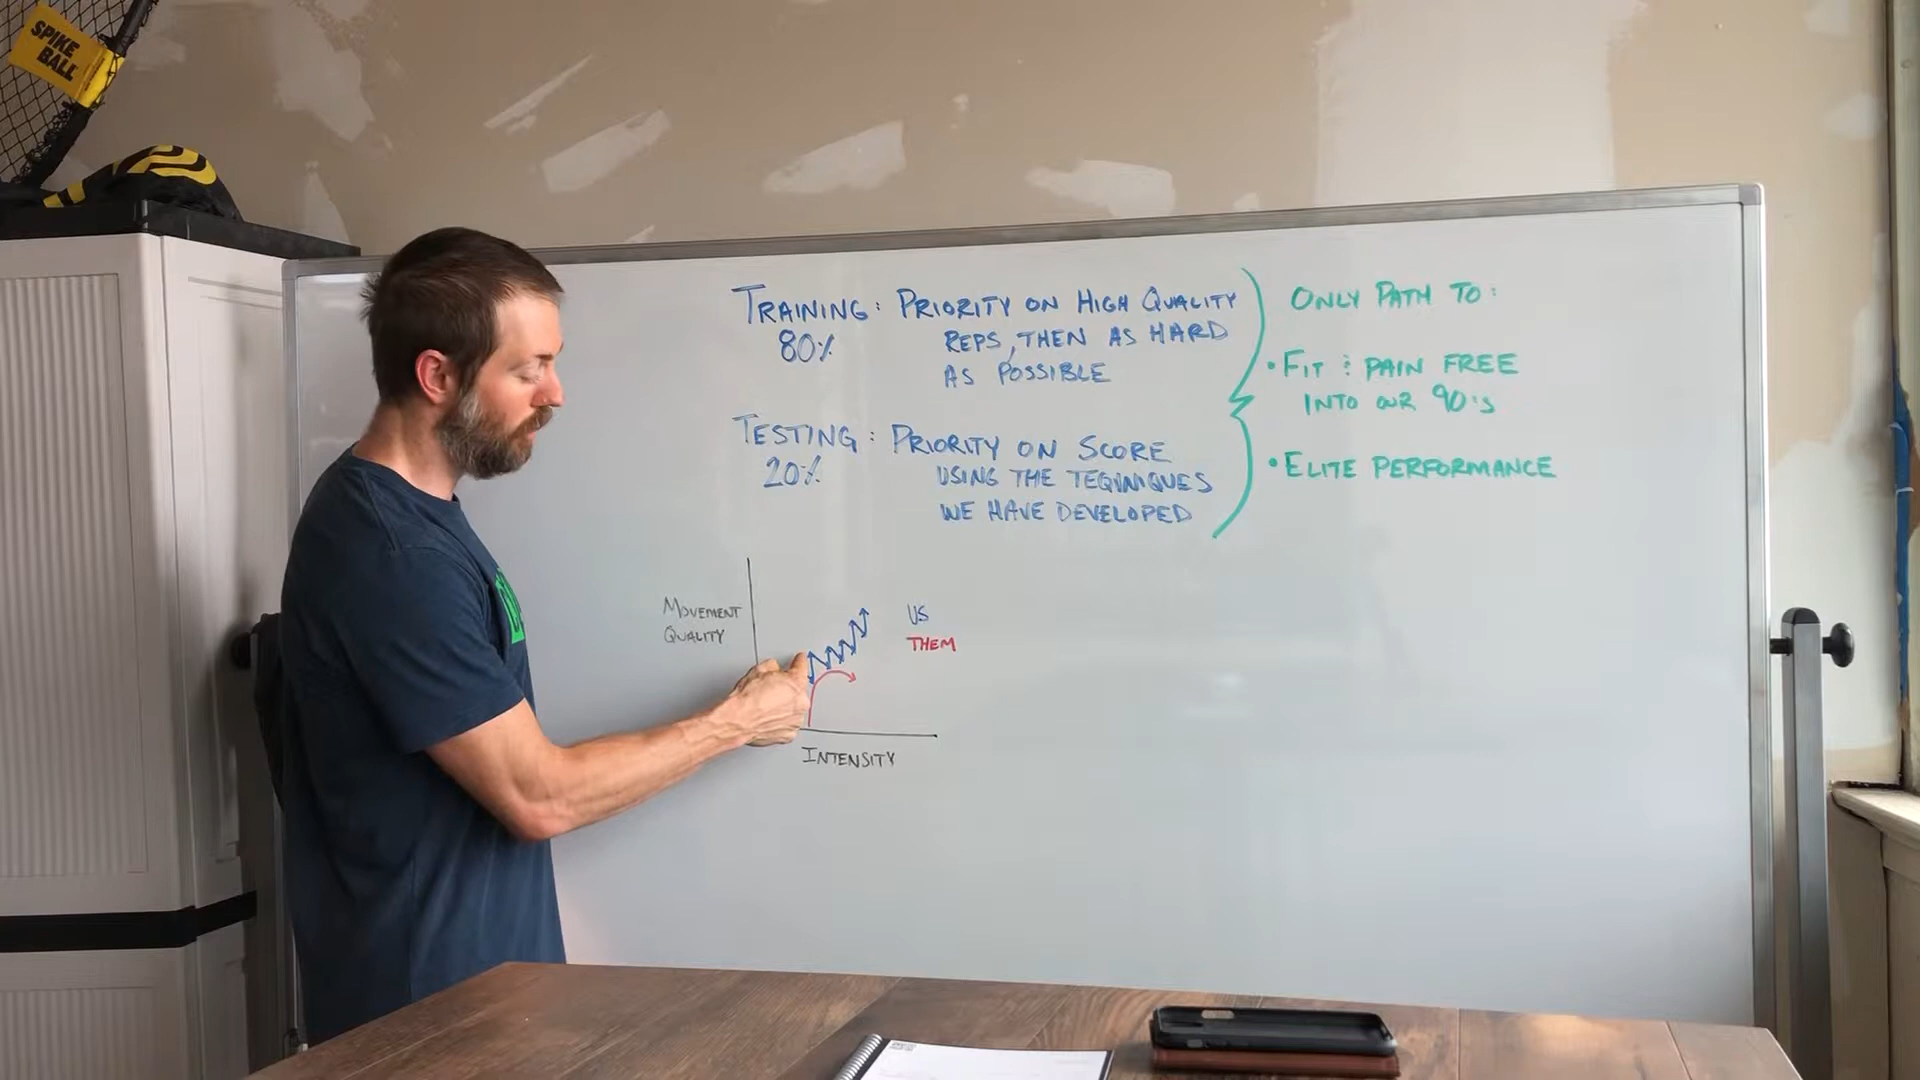 SPIKE
BALL
TRAINING: PRIORITY ON HIGH QUALITY
80% REPS, THEN AS HARD
AS POSSIBLE
TESTING: PRIORITY ON SCORE
20% USING THE TEQINIQUES
WE HAVE DEVELOPED
ONLY PATH TO:
• FIT & PAIN FREE
INTO OUR 90's
• ELITE PERFORMANCE
MOVEMENT
QUALITY
US
THEM
INTENSITY